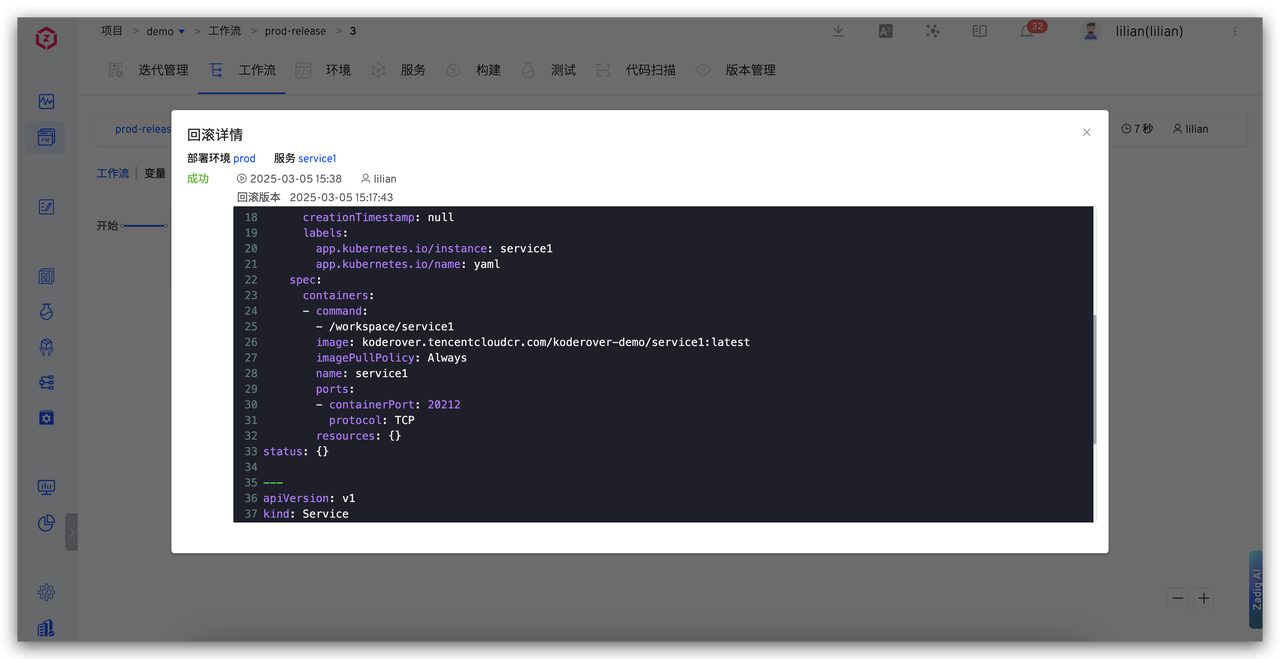 项目 > demo > 工作流 > prod-release > 3
32
lilian(lilian)
迭代管理 工作流 环境 服务 构建 测试 代码扫描 版本管理
prod-releas
7 秒 lilian
工作流 变量
开始
回滚详情
部署环境 prod 服务 service1
成功 2025-03-05 15:38 lilian
回滚版本 2025-03-05 15:17:43
18 creationTimestamp: null
19 labels:
20 app.kubernetes.io/instance: service1
21 app.kubernetes.io/name: yaml
22 spec:
23 containers:
24 - command:
25 - /workspace/service1
26 image: koderover.tencentcloudcr.com/koderover-demo/service1:latest
27 imagePullPolicy: Always
28 name: service1
29 ports:
30 - containerPort: 20212
31 protocol: TCP
32 resources: {}
33 status: {}
34
35 ---
36 apiVersion: v1
37 kind: Service
Zadig AI